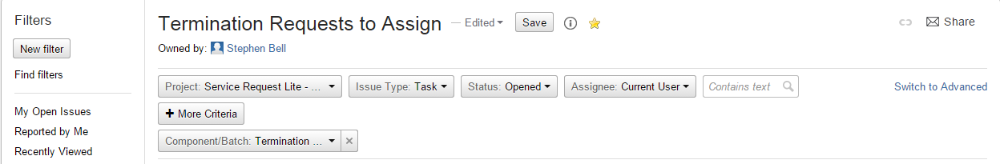 Filters
New filter
Find filters
My Open Issues
Reported by Me
Recently Viewed
Termination Requests to Assign — Edited Save
Share
Owned by: Stephen Bell
Project: Service Request Lite - ... Issue Type: Task Status: Opened Assignee: Current User Contains text Switch to Advanced
+ More Criteria
Component/Batch: Termination ...